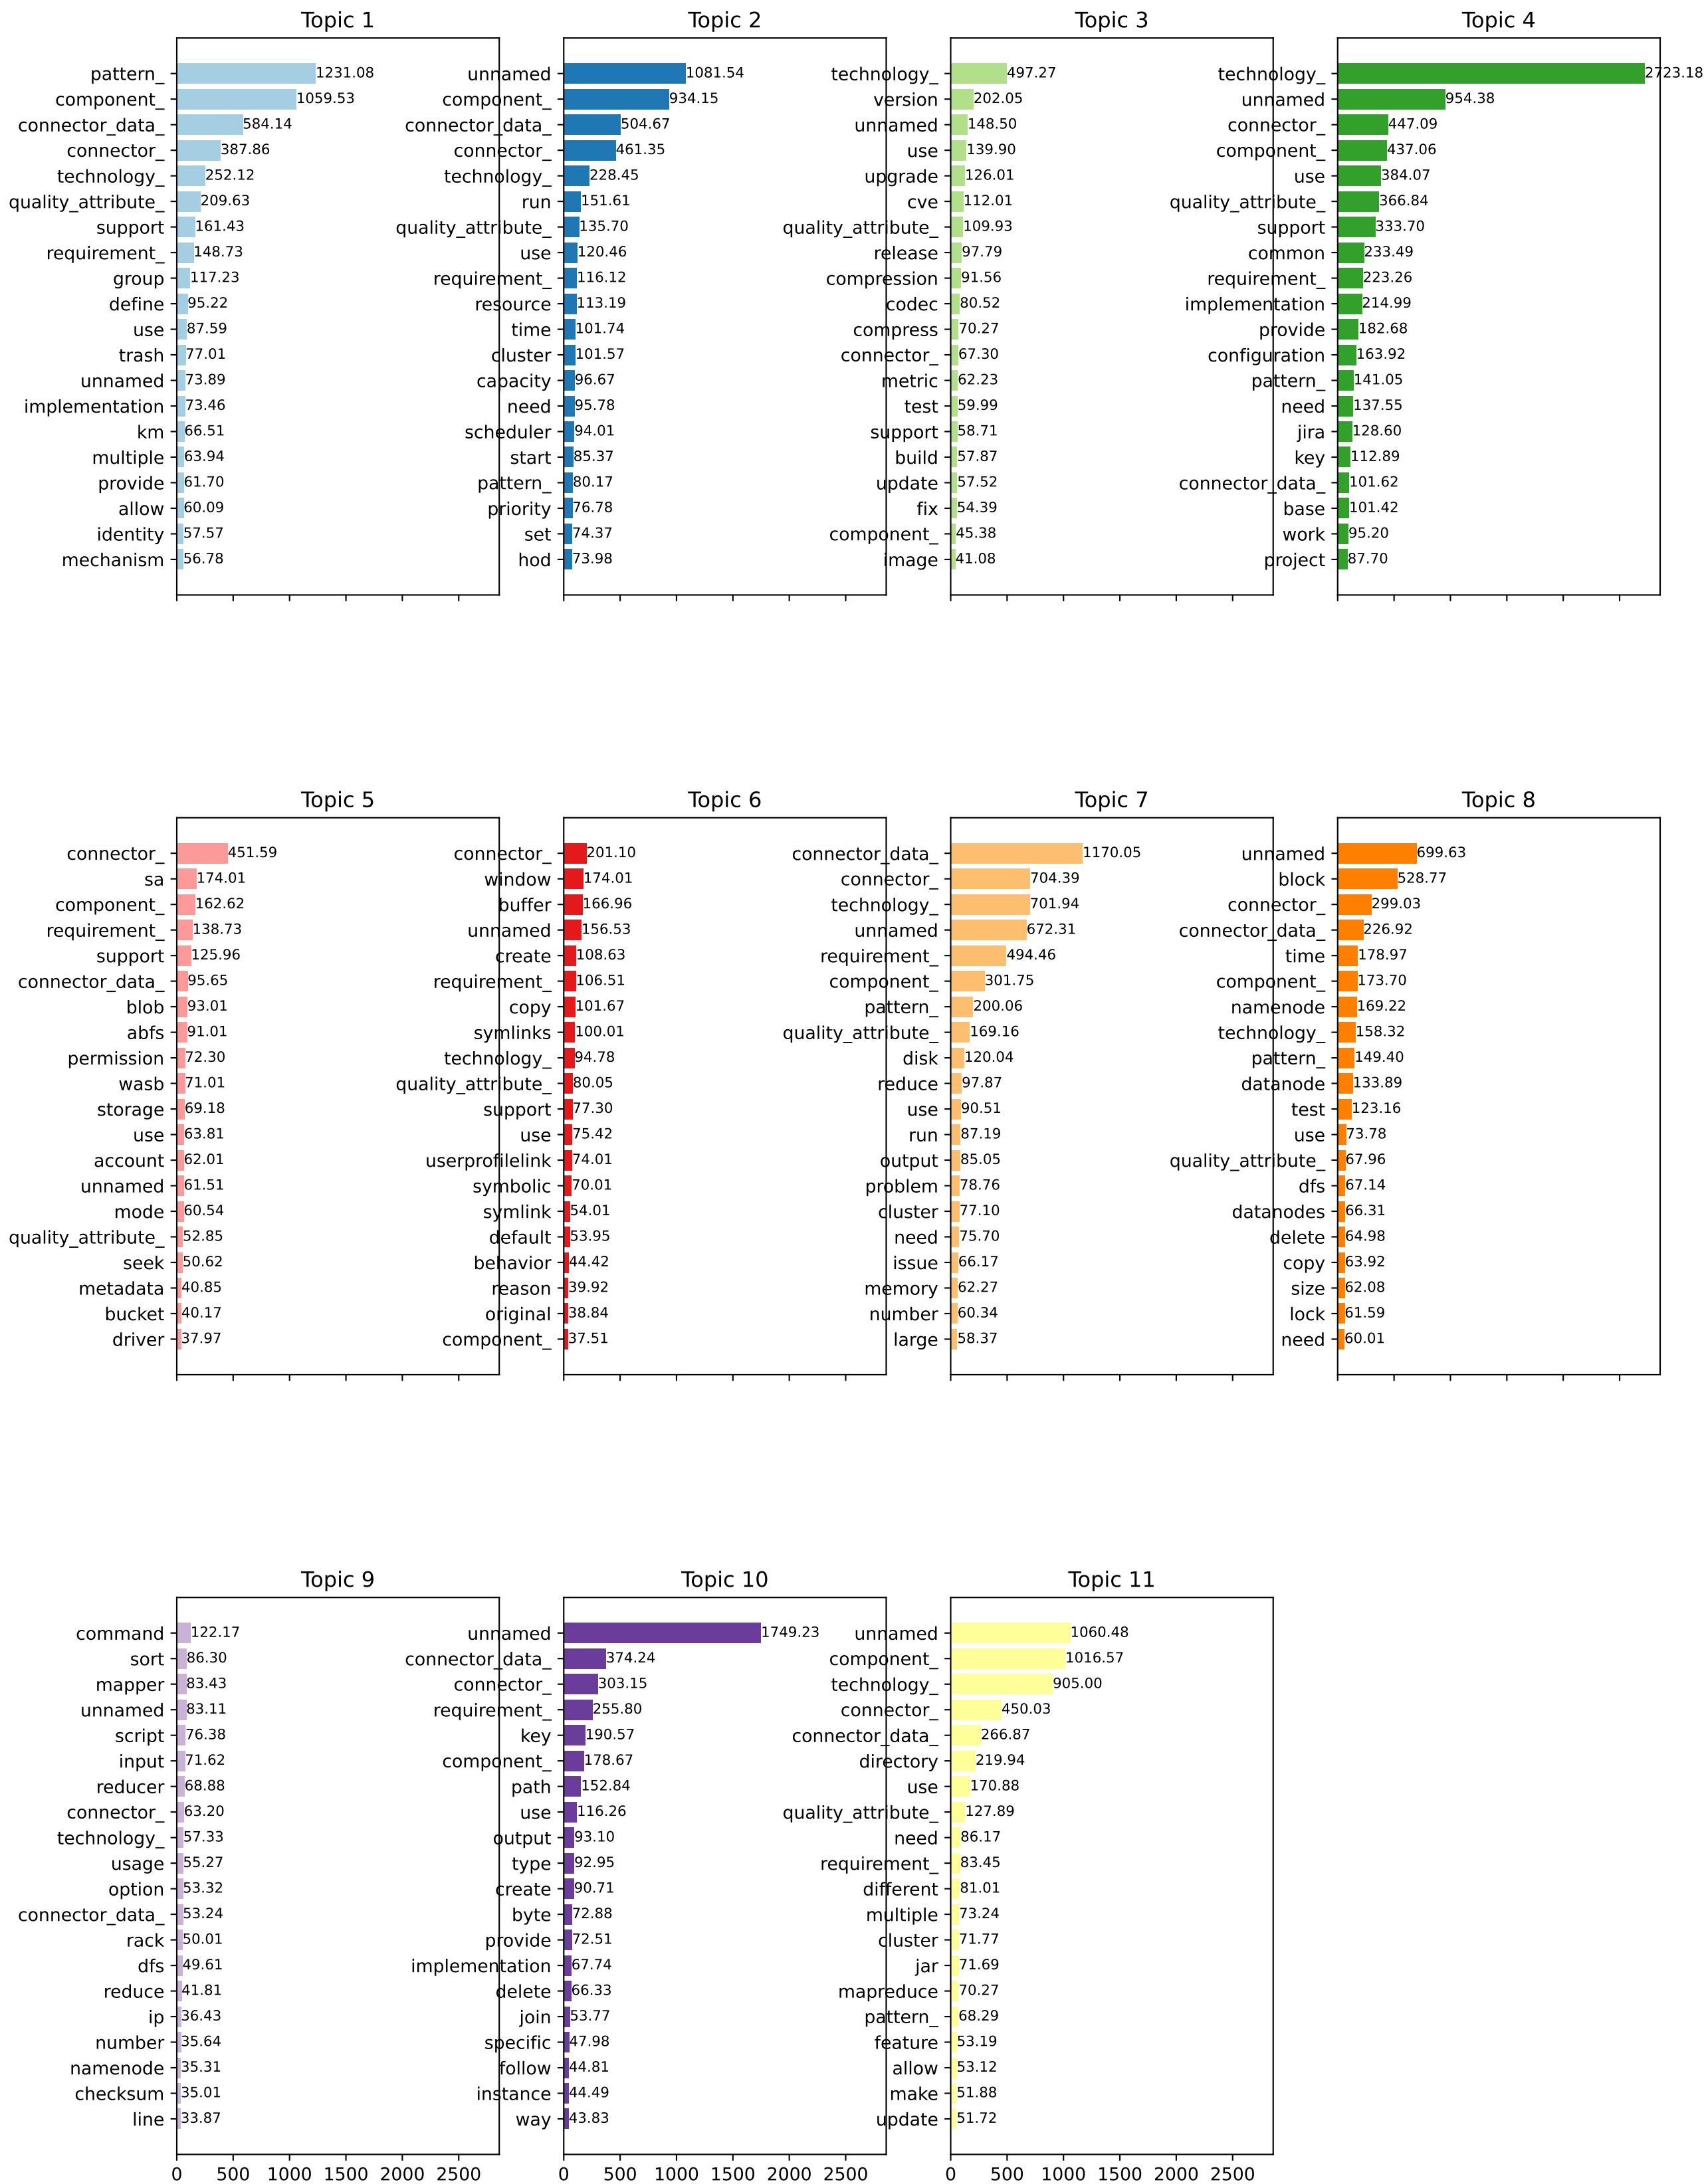 Topic 1
pattern_ 1231.08
component_ 1059.53
connector_data_ 584.14
connector_ 387.86
technology_ 252.12
quality_attribute_ 209.63
support 161.43
requirement_ 148.73
group 117.23
define 95.22
use 87.59
trash 77.01
unnamed 73.89
implementation 73.46
km 66.51
multiple 63.94
provide 61.70
allow 60.09
identity 57.57
mechanism 56.78
Topic 2
unnamed 1081.54
component_ 934.15
connector_data_ 504.67
connector_ 461.35
technology_ 228.45
run 151.61
quality_attribute_ 135.70
use 120.46
requirement_ 116.12
resource 113.19
time 101.74
cluster 101.57
capacity 96.67
need 95.78
scheduler 94.01
start 85.37
pattern_ 80.17
priority 76.78
set 74.37
hod 73.98
Topic 3
technology_ 497.27
version 202.05
unnamed 148.50
use 139.90
upgrade 126.01
cve 112.01
quality_attribute_ 109.93
release 97.79
compression 91.56
codec 80.52
compress 70.27
connector_ 67.30
metric 62.23
test 59.99
support 58.71
build 57.87
update 57.52
fix 54.39
component_ 45.38
image 41.08
Topic 4
technology_ 2723.18
unnamed 954.38
connector_ 447.09
component_ 437.06
use 384.07
quality_attribute_ 366.84
support 333.70
common 233.49
requirement_ 223.26
implementation 214.99
provide 182.68
configuration 163.92
pattern_ 141.05
need 137.55
jira 128.60
key 112.89
connector_data_ 101.62
base 101.42
work 95.20
project 87.70
Topic 5
connector_ 451.59
sa 174.01
component_ 162.62
requirement_ 138.73
support 125.96
connector_data_ 95.65
blob 93.01
abfs 91.01
permission 72.30
wasb 71.01
storage 69.18
use 63.81
account 62.01
unnamed 61.51
mode 60.54
quality_attribute_ 52.85
seek 50.62
metadata 40.85
bucket 40.17
driver 37.97
Topic 6
connector_ 201.10
window 174.01
buffer 166.96
unnamed 156.53
create 108.63
requirement_ 106.51
copy 101.67
symlinks 100.01
technology_ 94.78
quality_attribute_ 80.05
support 77.30
use 75.42
userprofilelink 74.01
symbolic 70.01
symlink 54.01
default 53.95
behavior 44.42
reason 39.92
original 38.84
component_ 37.51
Topic 7
connector_data_ 1170.05
connector_ 704.39
technology_ 701.94
unnamed 672.31
requirement_ 494.46
component_ 301.75
pattern_ 200.06
quality_attribute_ 169.16
disk 120.04
reduce 97.87
use 90.51
run 87.19
output 85.05
problem 78.76
cluster 77.10
need 75.70
issue 66.17
memory 62.27
number 60.34
large 58.37
Topic 8
unnamed 699.63
block 528.77
connector_ 299.03
connector_data_ 226.92
time 178.97
component_ 173.70
namenode 169.22
technology_ 158.32
pattern_ 149.40
datanode 133.89
test 123.16
use 73.78
quality_attribute_ 67.96
dfs 67.14
datanodes 66.31
delete 64.98
copy 63.92
size 62.08
lock 61.59
need 60.01
Topic 9
command 122.17
sort 86.30
mapper 83.43
unnamed 83.11
script 76.38
input 71.62
reducer 68.88
connector_ 63.20
technology_ 57.33
usage 55.27
option 53.32
connector_data_ 53.24
rack 50.01
dfs 49.61
reduce 41.81
ip 36.43
number 35.64
namenode 35.31
checksum 35.01
line 33.87
0 500 1000 1500 2000 2500
Topic 10
unnamed 1749.23
connector_data_ 374.24
connector_ 303.15
requirement_ 255.80
key 190.57
component_ 178.67
path 152.84
use 116.26
output 93.10
type 92.95
create 90.71
byte 72.88
provide 72.51
implementation 67.74
delete 66.33
join 53.77
specific 47.98
follow 44.81
instance 44.49
way 43.83
0 500 1000 1500 2000 2500
Topic 11
unnamed 1060.48
component_ 1016.57
technology_ 905.00
connector_ 450.03
connector_data_ 266.87
directory 219.94
use 170.88
quality_attribute_ 127.89
need 86.17
requirement_ 83.45
different 81.01
multiple 73.24
cluster 71.77
jar 71.69
mapreduce 70.27
pattern_ 68.29
feature 53.19
allow 53.12
make 51.88
update 51.72
0 500 1000 1500 2000 2500